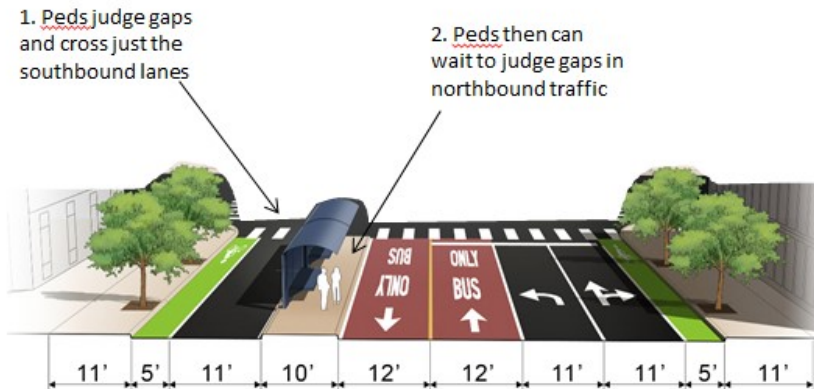 1. Peds judge gaps
and cross just the
southbound lanes
2. Peds then can
wait to judge gaps in
northbound traffic
BUS
ONLY
ONLY
BUS
11' 5' 11' 10' 12' 12' 11' 11' 5' 11'